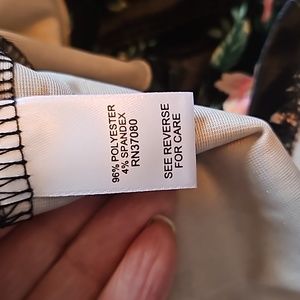 96% POLYESTER
4% SPANDEX
RN37080
SEE REVERSE
FOR CARE